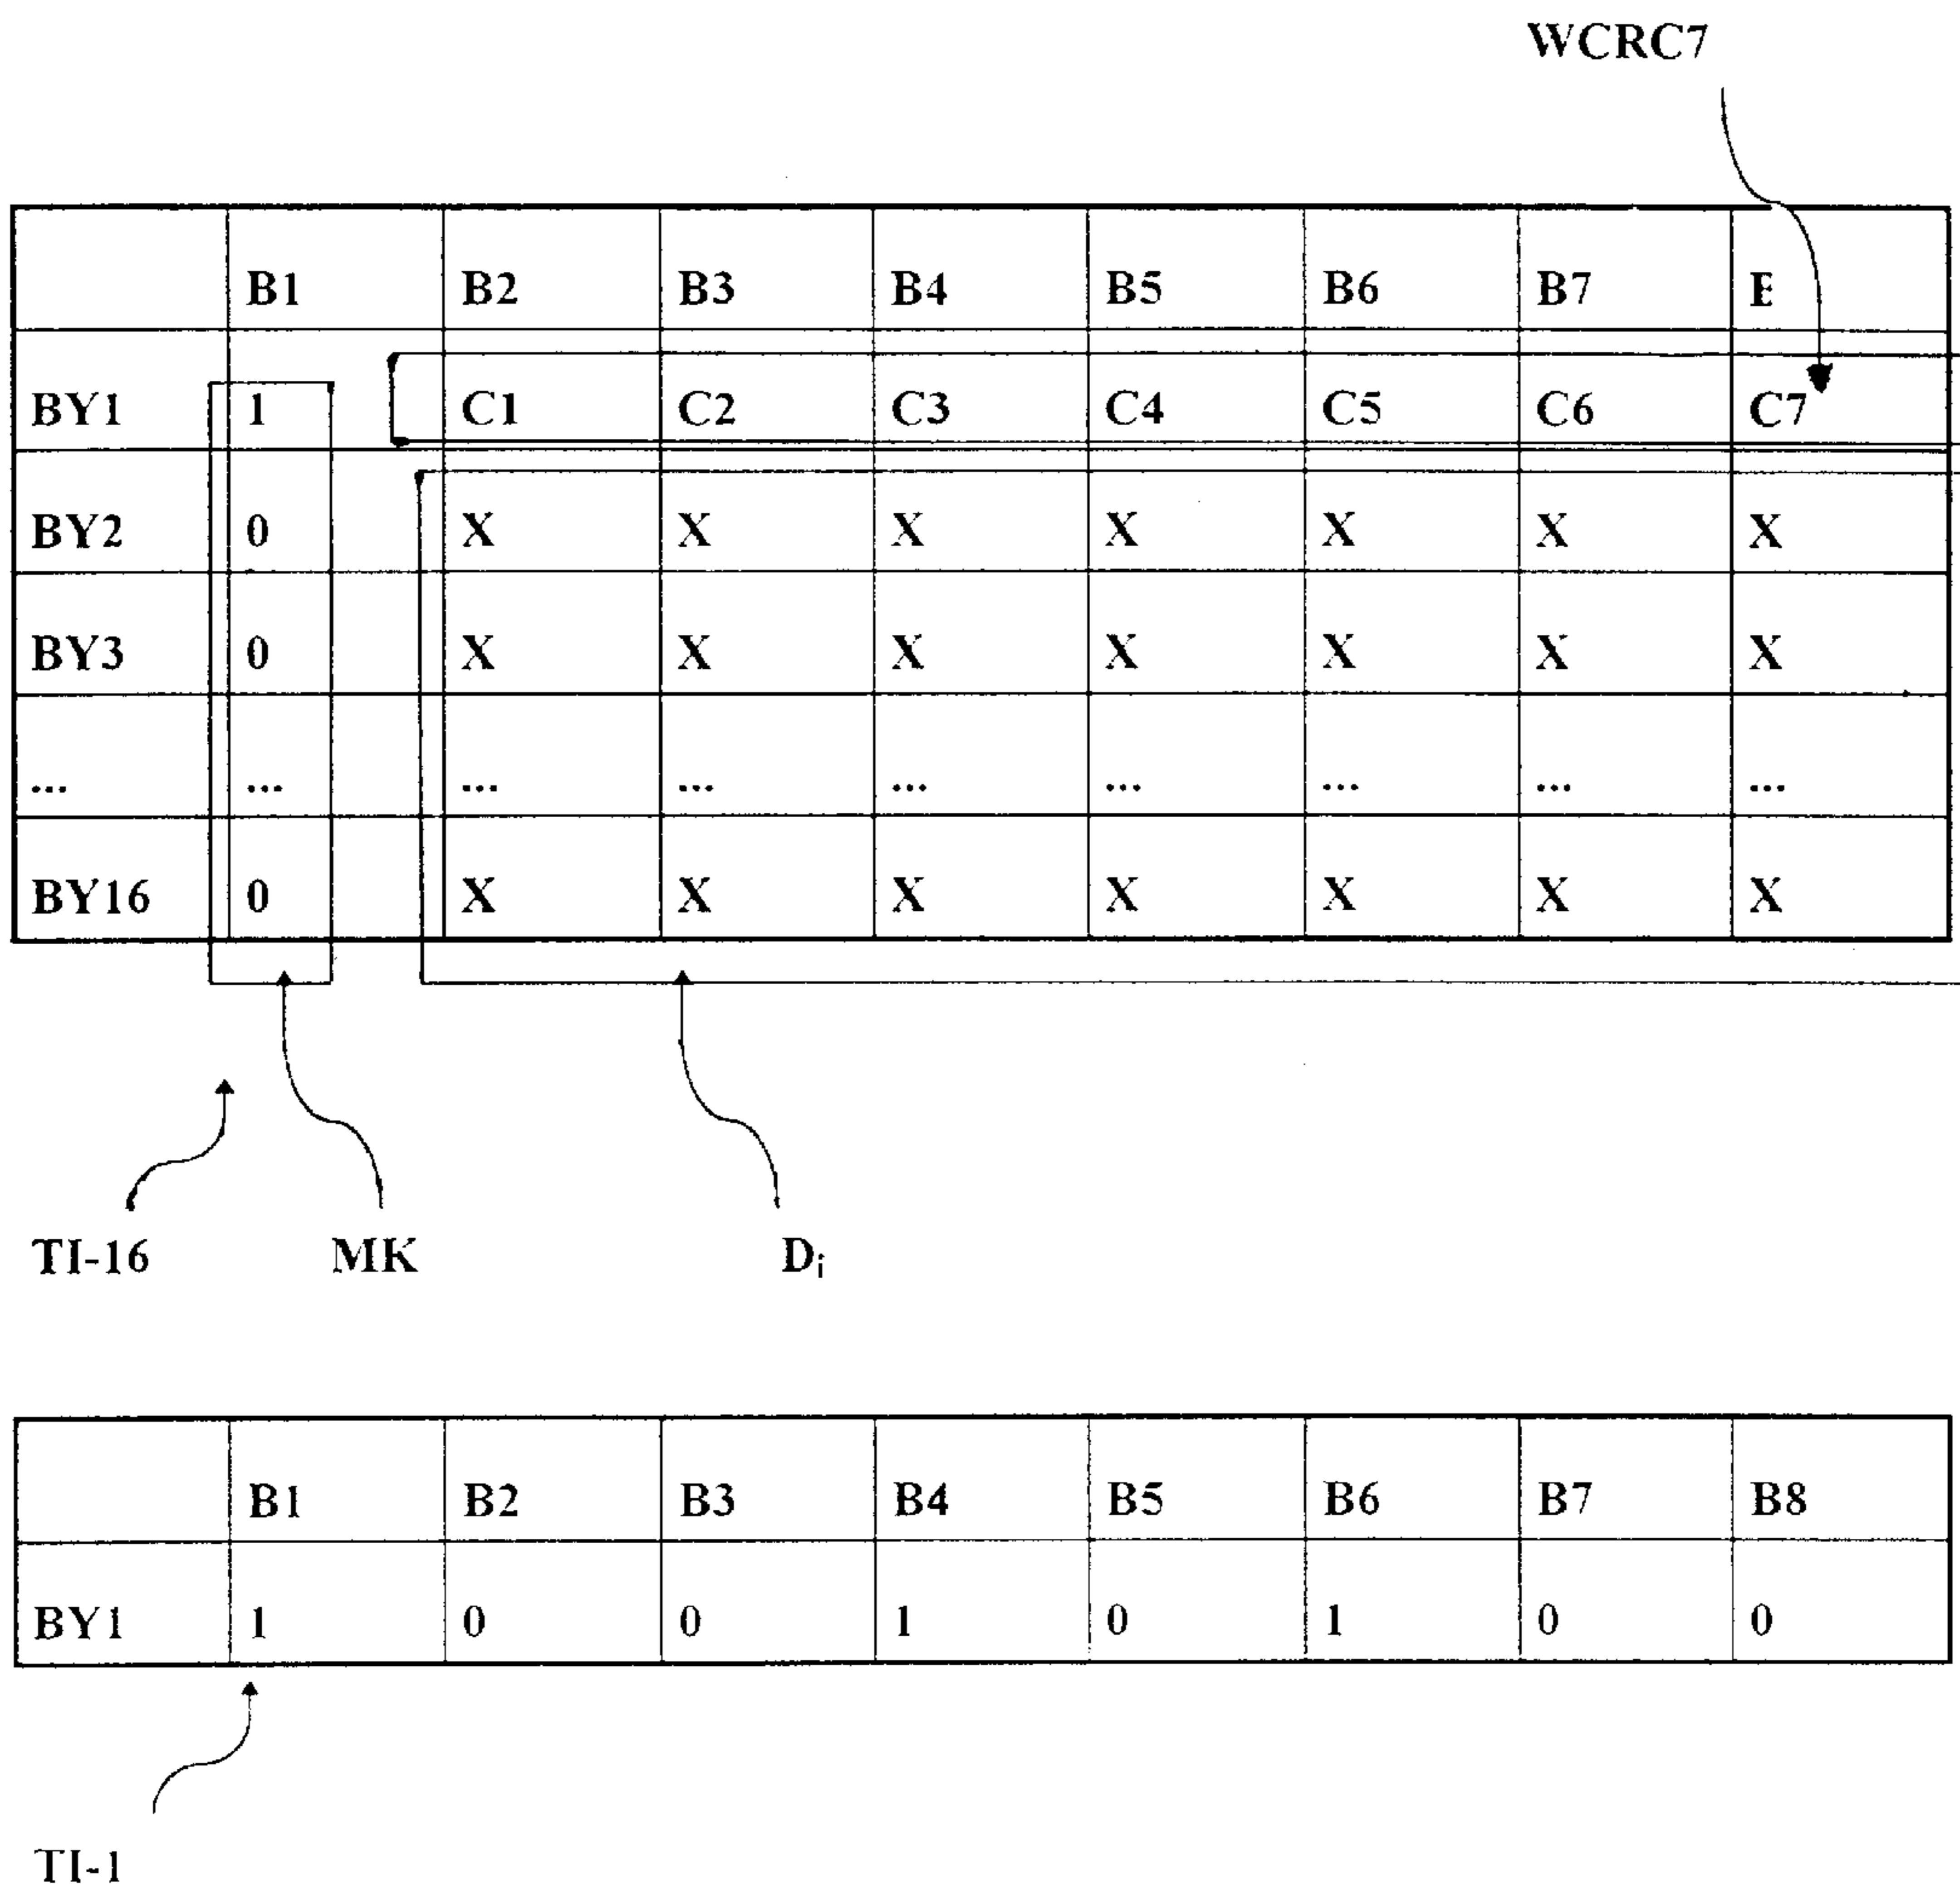 WCRC7
B1 B2 B3 B4 B5 B6 B7
BY1 1 C1 C2 C3 C4 C5 C6 C7
BY2 0 X X X X X X X
BY3 0 X X X X X X X
... ... ... ... ... ... ... ... ...
BY16 0 X X X X X X X
TI-16 MK Di
B1 B2 B3 B4 B5 B6 B7 B8
BY1 1 0 0 1 0 1 0 0
TI-1